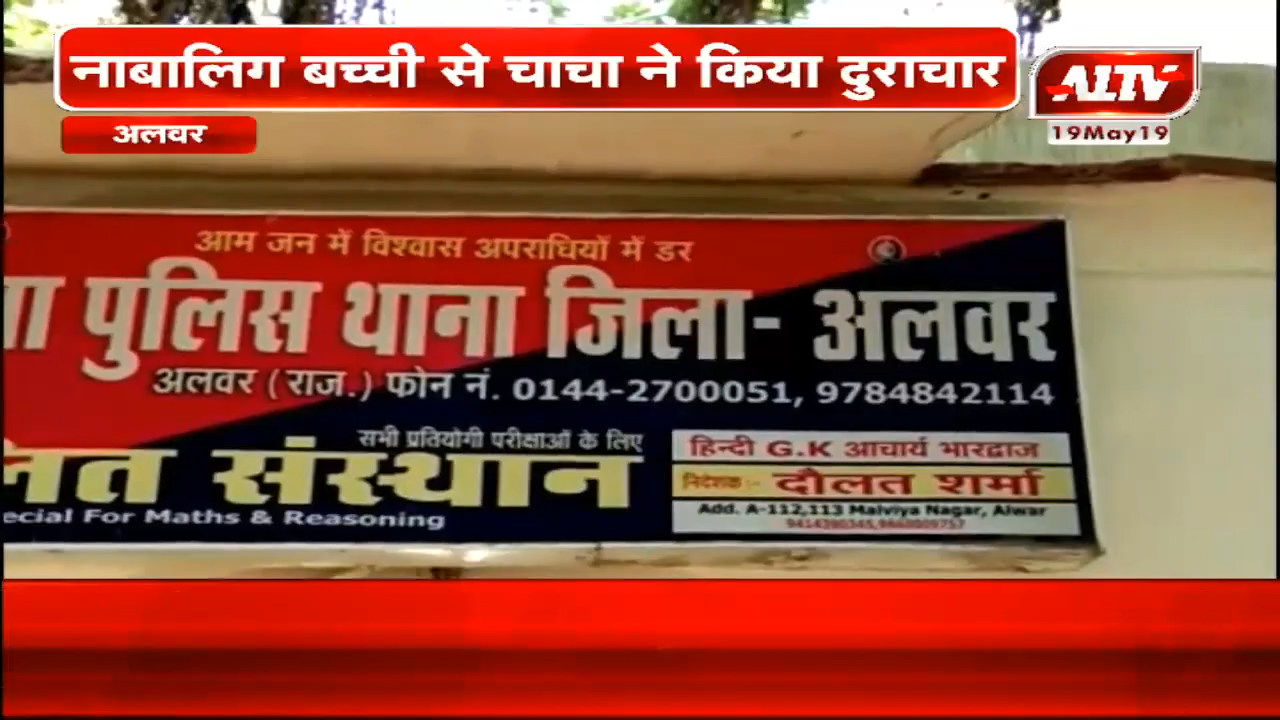 नाबालिग बच्ची से चाचा ने किया दुराचार
ALTV
19May19
अलवर
आम जन में विश्वास अपराधियों में डर
पुलिस थाना जिला- अलवर
अलवर (राज.) फोन नं. 0144-2700051, 9784842114
सभी प्रतियोगी परीक्षाओं के लिए
संस्थान
ecial For Maths & Reasoning
हिन्दी G.K आचार्य भारद्वाज
निदेशक:- दौलत शर्मा
Add. A-112,113 Malviya Nagar, Alwar